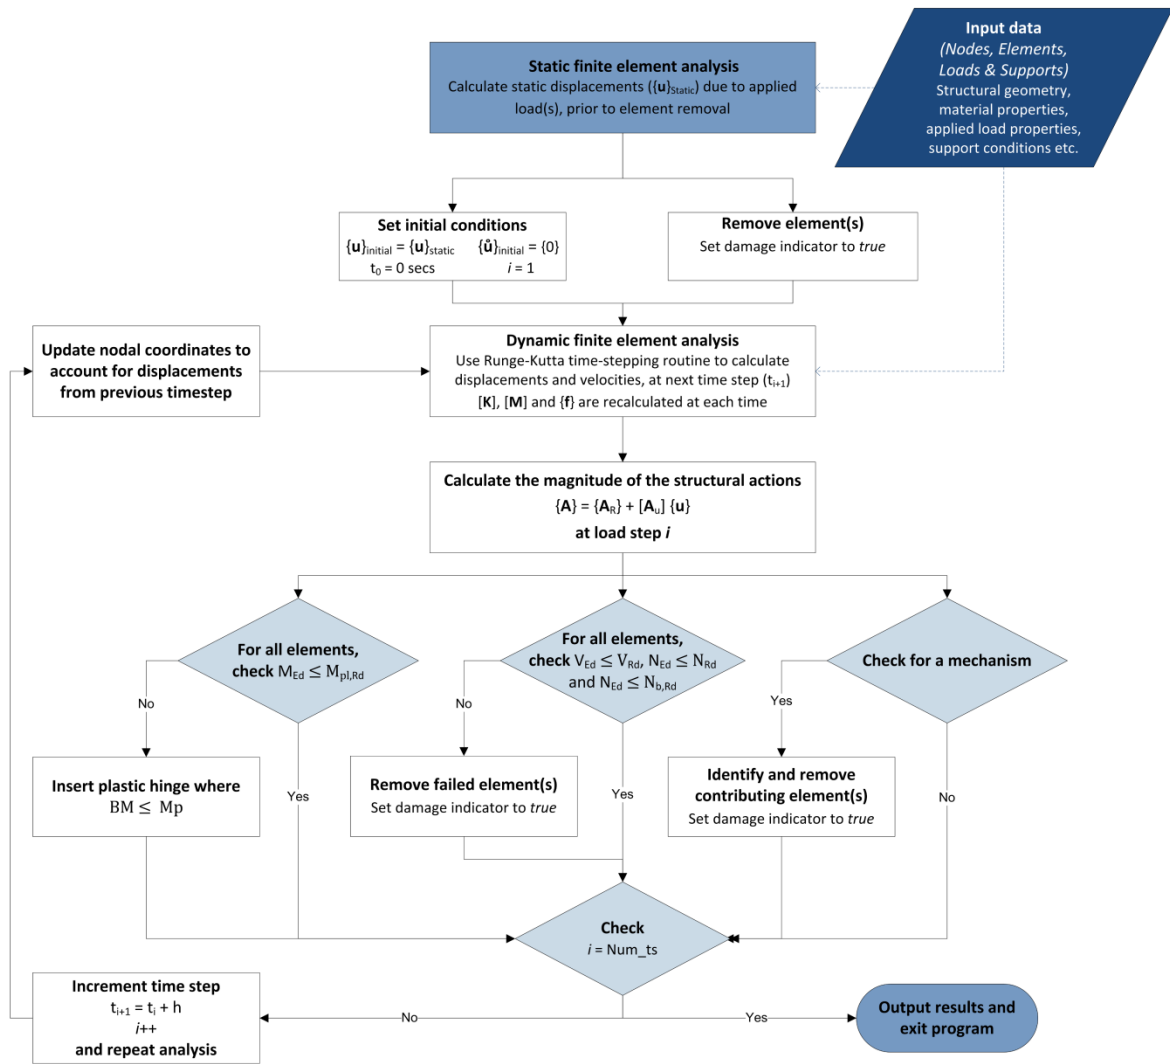 Input data
(Nodes, Elements,
Loads & Supports)
Structural geometry,
material properties,
applied load properties,
support conditions etc.
Static finite element analysis
Calculate static displacements ({u}Static) due to applied
load(s), prior to element removal
Set initial conditions
{u}initial = {u}static {ů}initial = {0}
t0 = 0 secs i = 1
Remove element(s)
Set damage indicator to true
Update nodal coordinates to
account for displacements
from previous timestep
Dynamic finite element analysis
Use Runge-Kutta time-stepping routine to calculate
displacements and velocities, at next time step (ti+1)
[K], [M] and {f} are recalculated at each time
Calculate the magnitude of the structural actions
{A} = {AR} + [Au] {u}
at load step i
For all elements,
check MEd ≤ Mpl,Rd
For all elements,
check VEd ≤ VRd, NEd ≤ NRd
and NEd ≤ Nb,Rd
Check for a mechanism
No
No
Yes
Insert plastic hinge where
BM ≤ Mp
Yes
Remove failed element(s)
Set damage indicator to true
Yes
Identify and remove
contributing element(s)
Set damage indicator to true
No
Check
i = Num_ts
Increment time step
ti+1 = ti + h
i++
and repeat analysis
No
Yes
Output results and
exit program